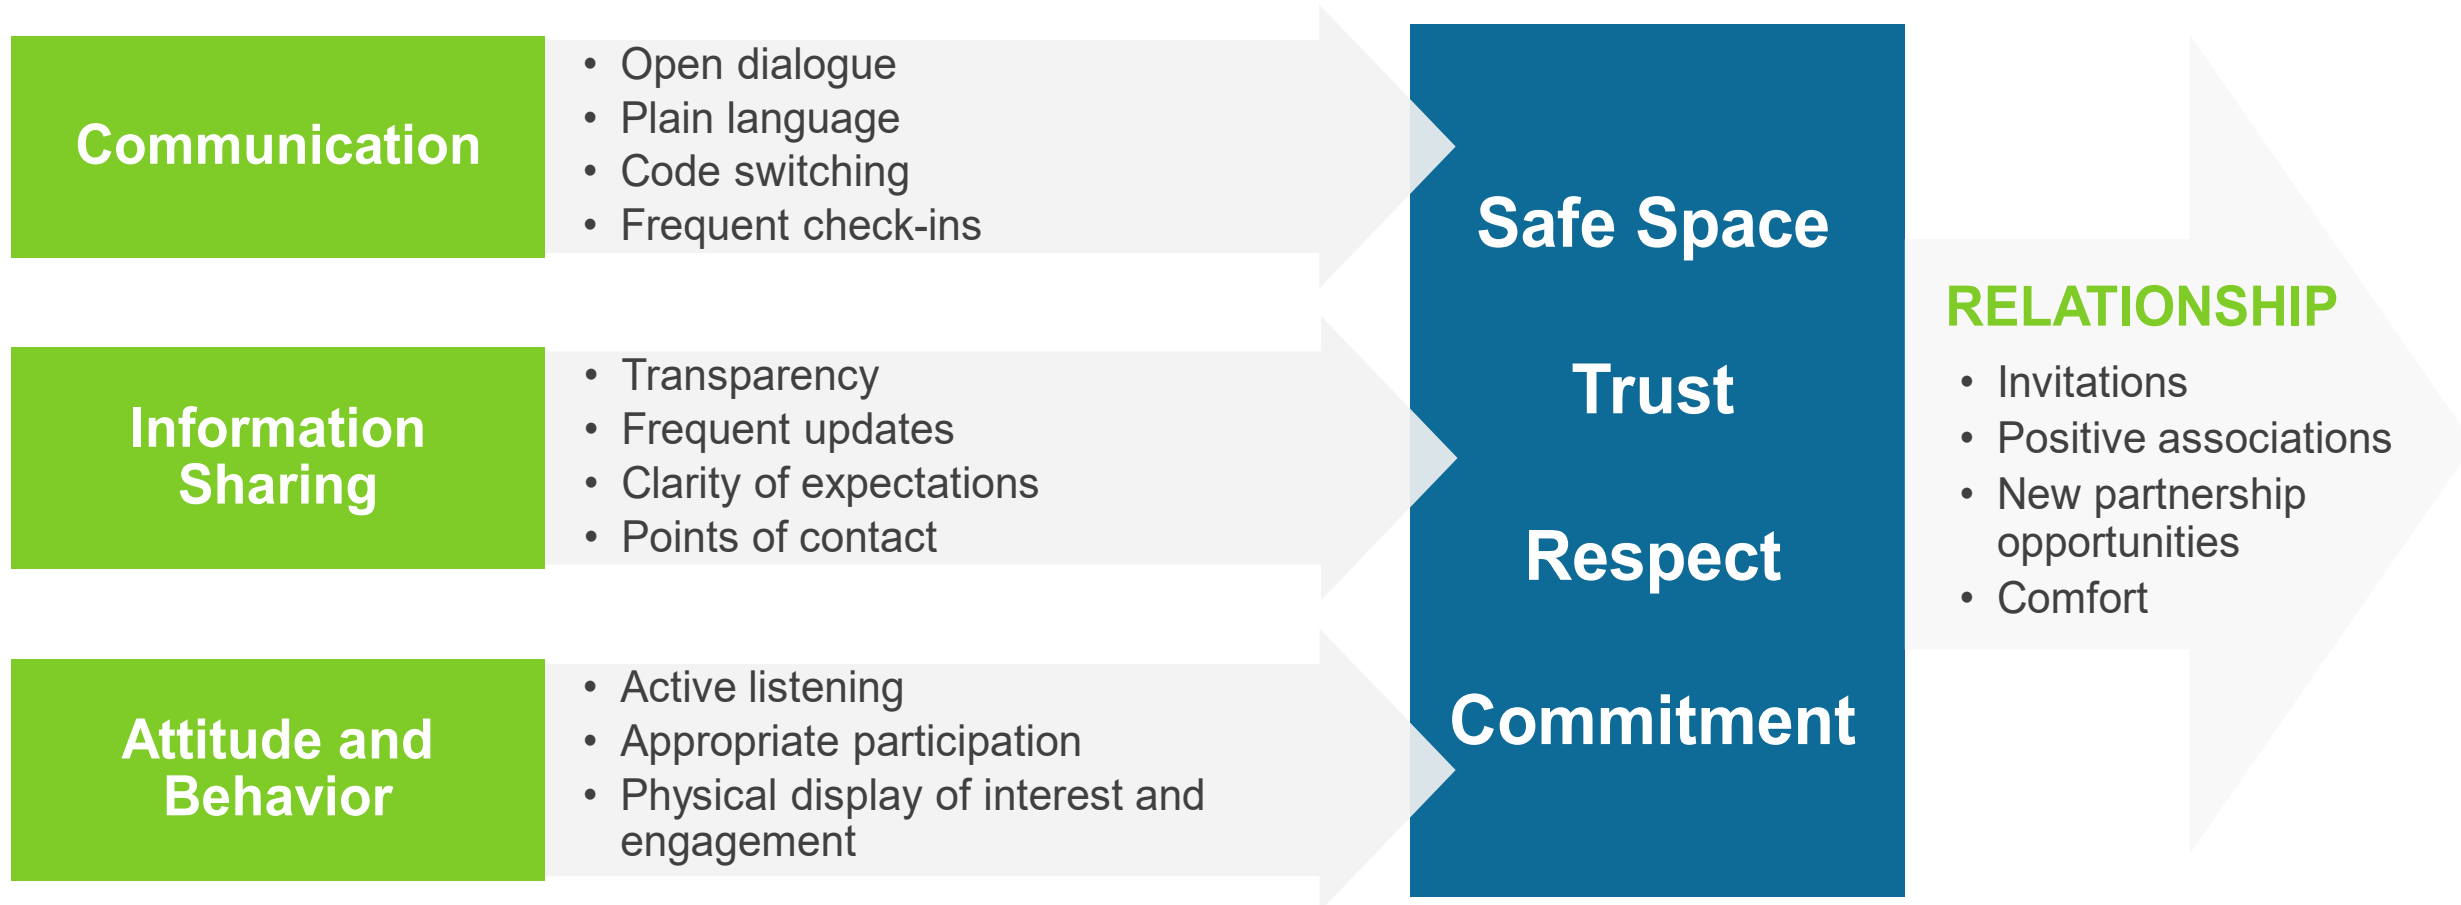 Communication
• Open dialogue
• Plain language
• Code switching
• Frequent check-ins
Information
Sharing
• Transparency
• Frequent updates
• Clarity of expectations
• Points of contact
Attitude and
Behavior
• Active listening
• Appropriate participation
• Physical display of interest and
engagement
Safe Space
Trust
Respect
Commitment
RELATIONSHIP
• Invitations
• Positive associations
• New partnership
opportunities
• Comfort